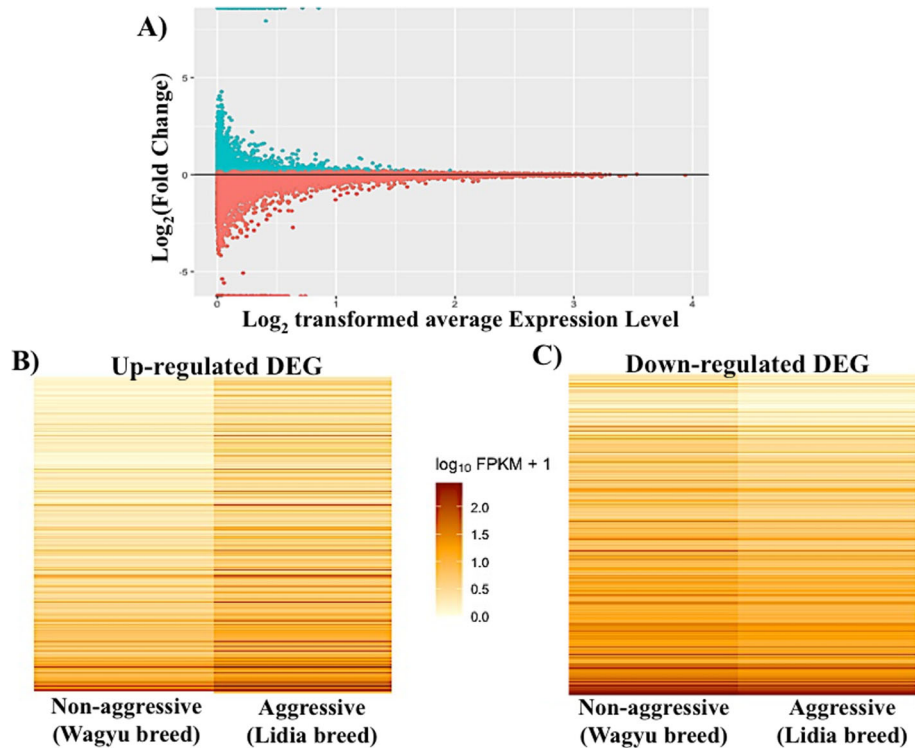 A)
Log₂(Fold Change)
5
0
-5
0 1 2 3 4
Log₂ transformed average Expression Level
B)
Up-regulated DEG
C)
Down-regulated DEG
log₁₀ FPKM + 1
2.0
1.5
1.0
0.5
0.0
Non-aggressive
(Wagyu breed)
Aggressive
(Lidia breed)
Non-aggressive
(Wagyu breed)
Aggressive
(Lidia breed)